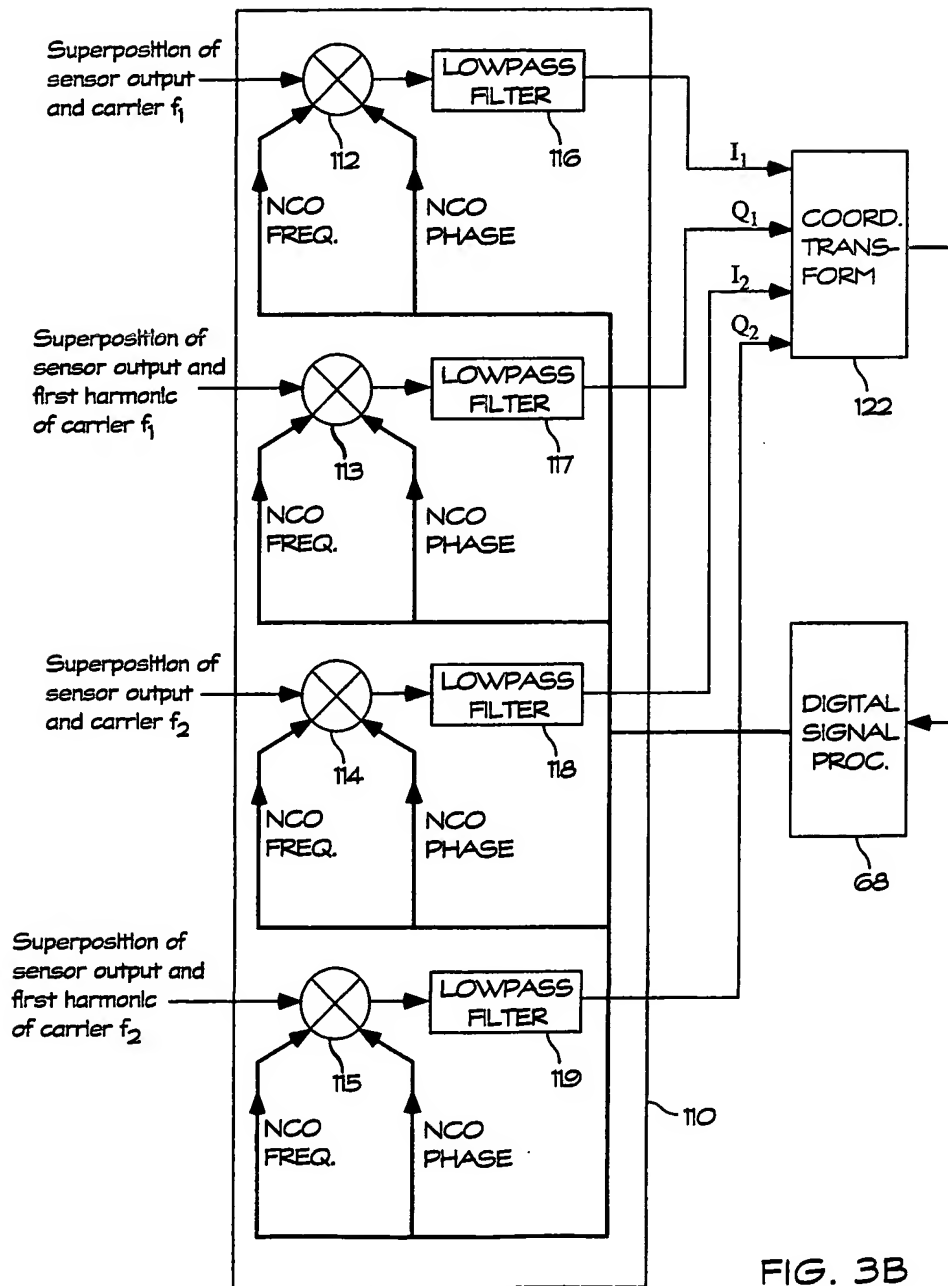 Superposition of
sensor output
and carrier f1
112
LOWPASS
FILTER
116
NCO
FREQ.
NCO
PHASE
I1
Q1
I2
Q2
COORD.
TRANS-
FORM
122
Superposition of
sensor output and
first harmonic
of carrier f1
113
LOWPASS
FILTER
117
NCO
FREQ.
NCO
PHASE
Superposition of
sensor output
and carrier f2
114
LOWPASS
FILTER
118
NCO
FREQ.
NCO
PHASE
DIGITAL
SIGNAL
PROC.
68
Superposition of
sensor output and
first harmonic
of carrier f2
115
LOWPASS
FILTER
119
NCO
FREQ.
NCO
PHASE
110
FIG. 3B